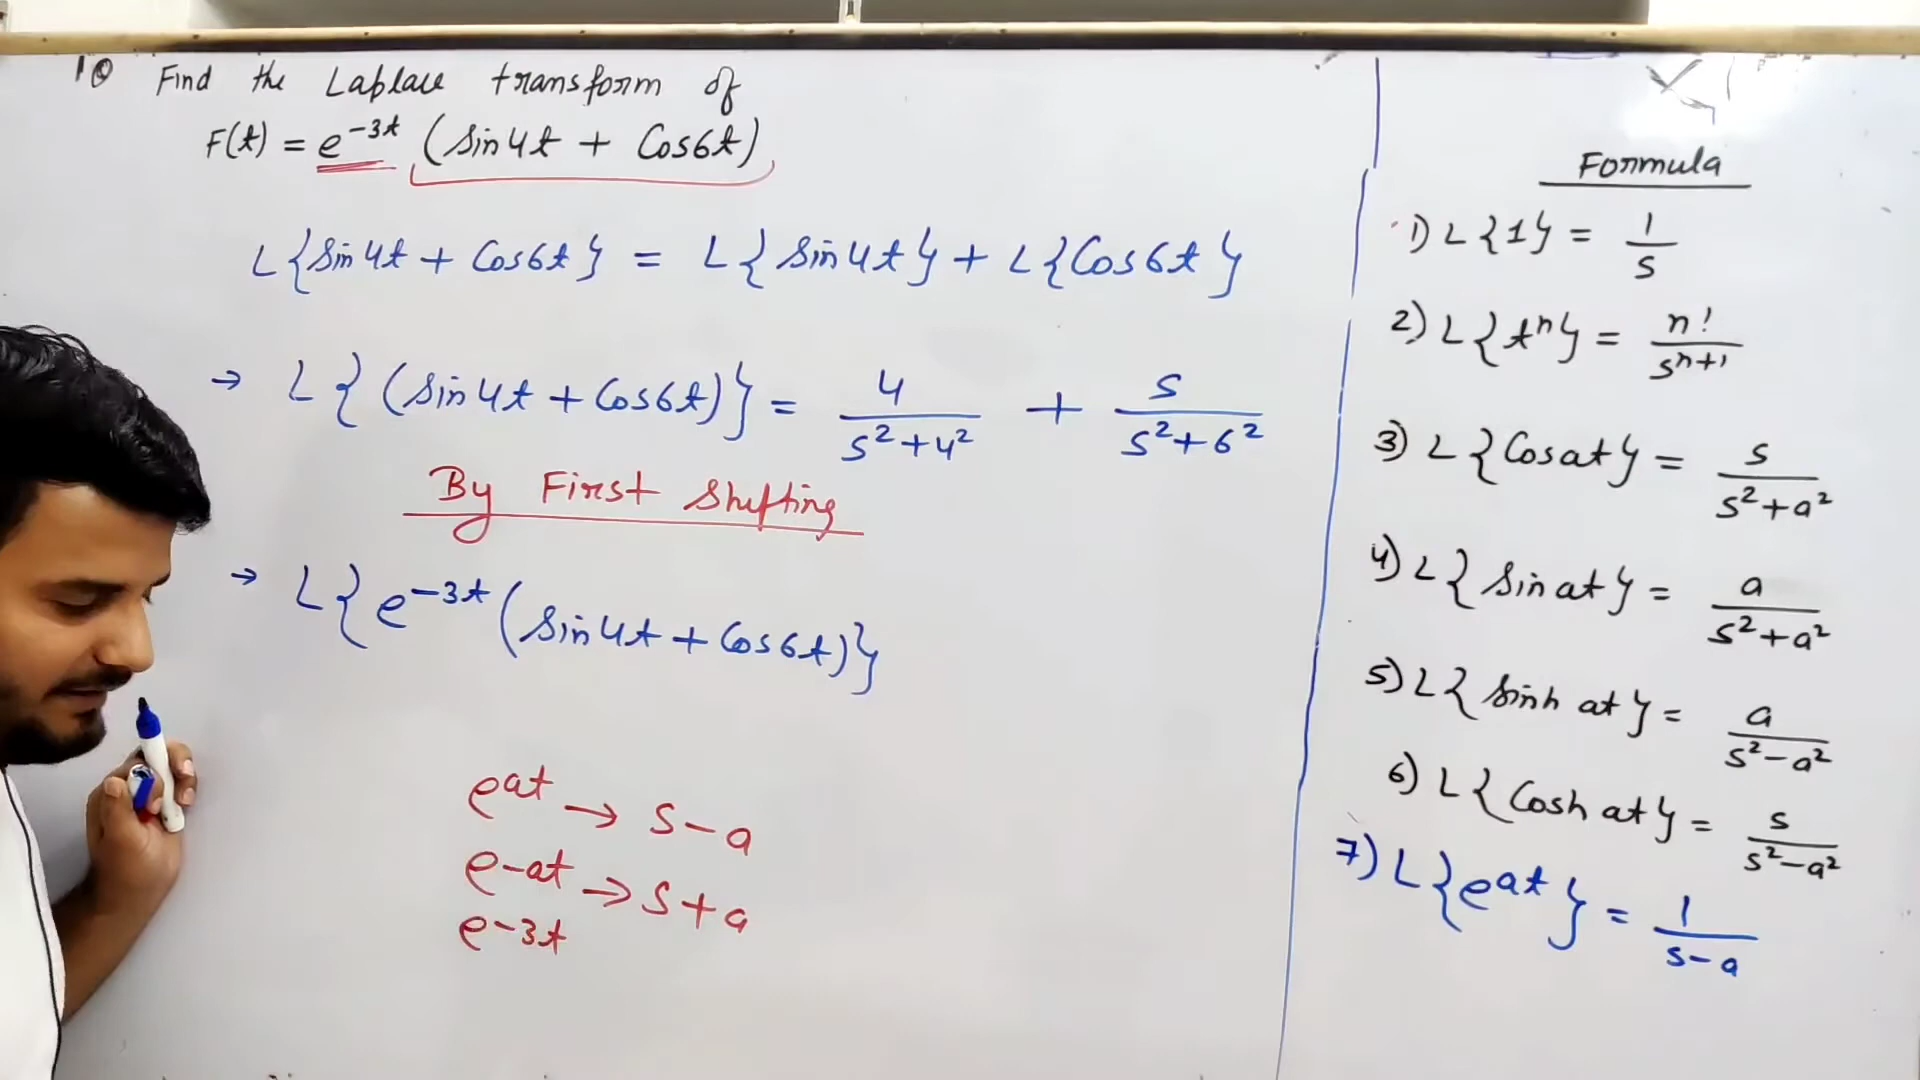 1Q Find the Laplace transform of
F(t) = e^-3t (Sin4t + Cos6t)
L{Sin4t + Cos6t} = L{Sin4t} + L{Cos6t}
→ L{(Sin4t + Cos6t)} = 4/(s²+4²) + s/(s²+6²)
By First Shifting
→ L{e^-3t (Sin4t + Cos6t)}
e^at → s-a
e^-at → s+a
e^-3t
Formula
1) L{1} = 1/s
2) L{t^n} = n!/s^(n+1)
3) L{Cosat} = s/(s²+a²)
4) L{Sinat} = a/(s²+a²)
5) L{Sinh at} = a/(s²-a²)
6) L{Cosh at} = s/(s²-a²)
7) L{e^at} = 1/(s-a)